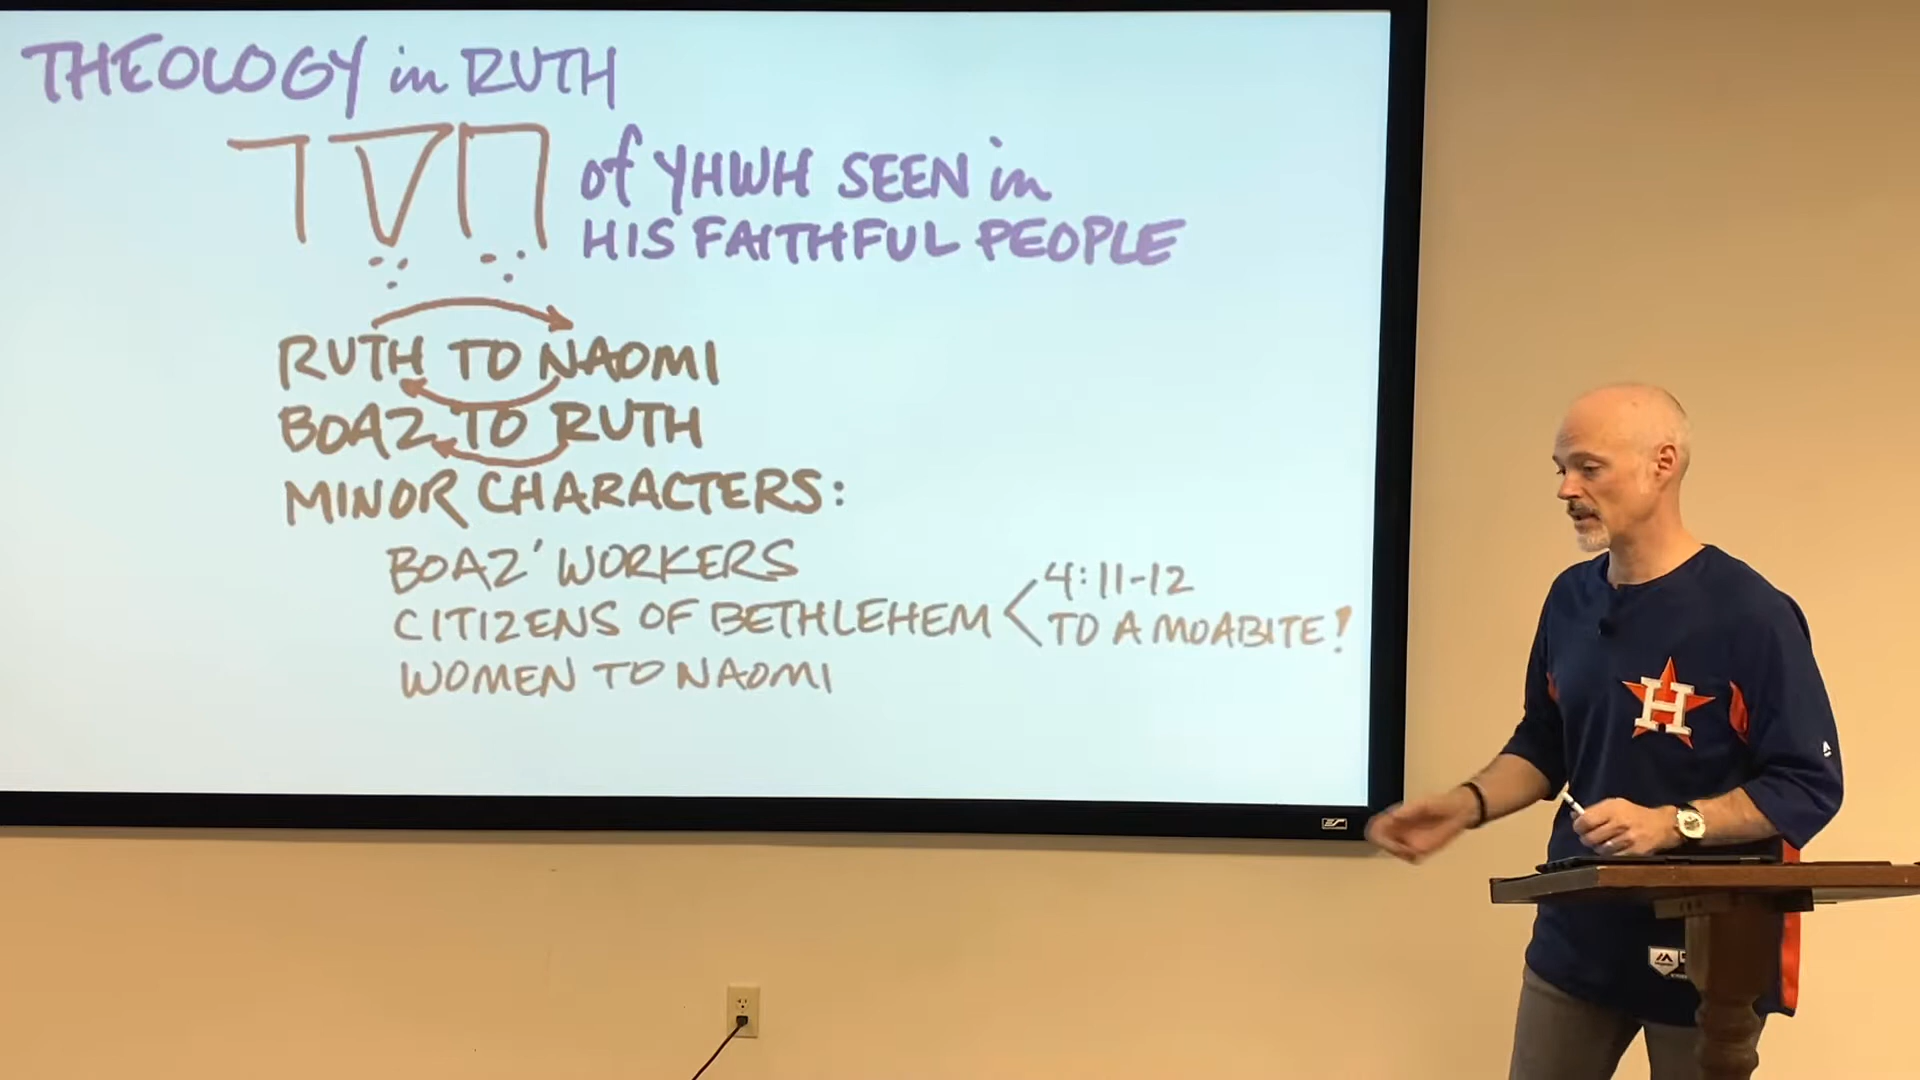 THEOLOGY in RUTH
חֶסֶד of YHWH SEEN in
HIS FAITHFUL PEOPLE
RUTH TO NAOMI
BOAZ TO RUTH
MINOR CHARACTERS:
BOAZ' WORKERS
CITIZENS OF BETHLEHEM < 4:11-12
TO A MOABITE!
WOMEN TO NAOMI
H